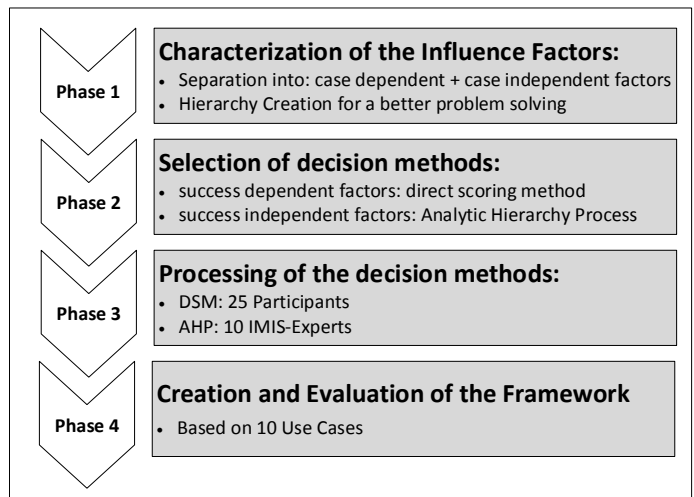 Phase 1
Characterization of the Influence Factors:
• Separation into: case dependent + case independent factors
• Hierarchy Creation for a better problem solving
Phase 2
Selection of decision methods:
• success dependent factors: direct scoring method
• success independent factors: Analytic Hierarchy Process
Phase 3
Processing of the decision methods:
• DSM: 25 Participants
• AHP: 10 IMIS-Experts
Phase 4
Creation and Evaluation of the Framework
• Based on 10 Use Cases